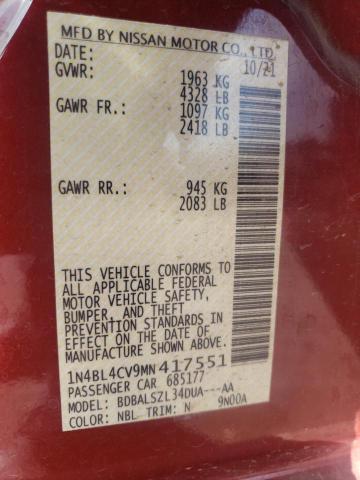 MFD BY NISSAN MOTOR CO., LTD.
DATE: 10/21
GVWR: 1963 KG
4328 LB
GAWR FR.: 1097 KG
2418 LB
GAWR RR.: 945 KG
2083 LB
THIS VEHICLE CONFORMS TO
ALL APPLICABLE FEDERAL
MOTOR VEHICLE SAFETY,
BUMPER, AND THEFT
PREVENTION STANDARDS IN
EFFECT ON THE DATE OF
MANUFACTURE SHOWN ABOVE.
1N4BL4CV9MN417551
PASSENGER CAR 685177
MODEL: BDBALSZL34DUA---AA
COLOR: NBL TRIM: N 9N00A